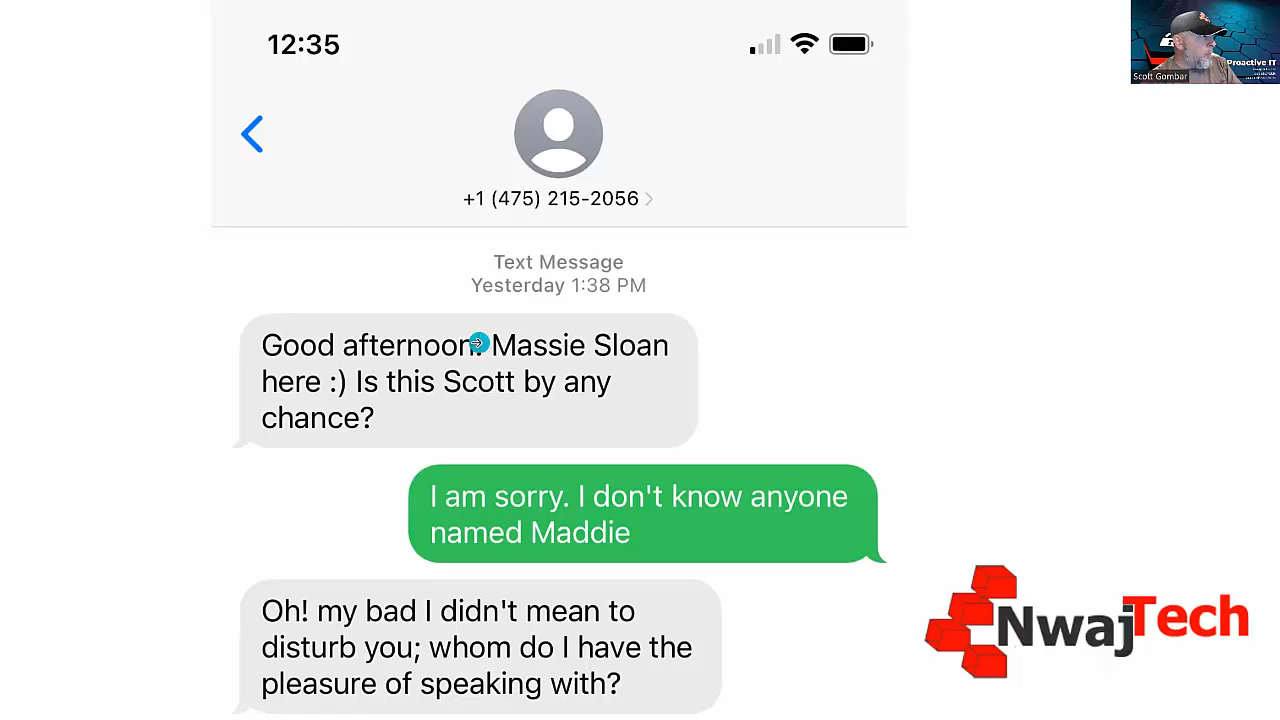 12:35
Proactive IT
Scott Gombar
+1 (475) 215-2056
Text Message
Yesterday 1:38 PM
Good afternoon! Massie Sloan
here :) Is this Scott by any
chance?
I am sorry. I don't know anyone
named Maddie
Oh! my bad I didn't mean to
disturb you; whom do I have the
pleasure of speaking with?
NwajTech